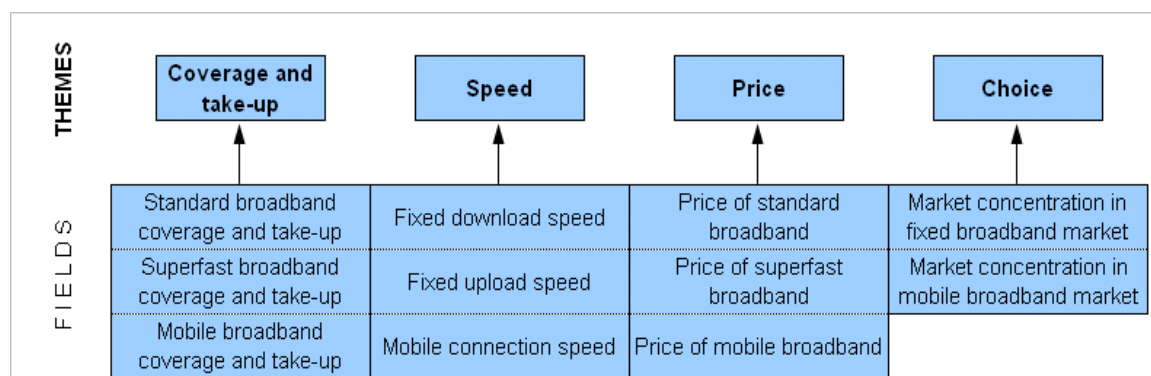 THEMES
Coverage and
take-up
Speed
Price
Choice
FIELDS
Standard broadband
coverage and take-up
Fixed download speed
Price of standard
broadband
Market concentration in
fixed broadband market
Superfast broadband
coverage and take-up
Fixed upload speed
Price of superfast
broadband
Market concentration in
mobile broadband market
Mobile broadband
coverage and take-up
Mobile connection speed
Price of mobile broadband